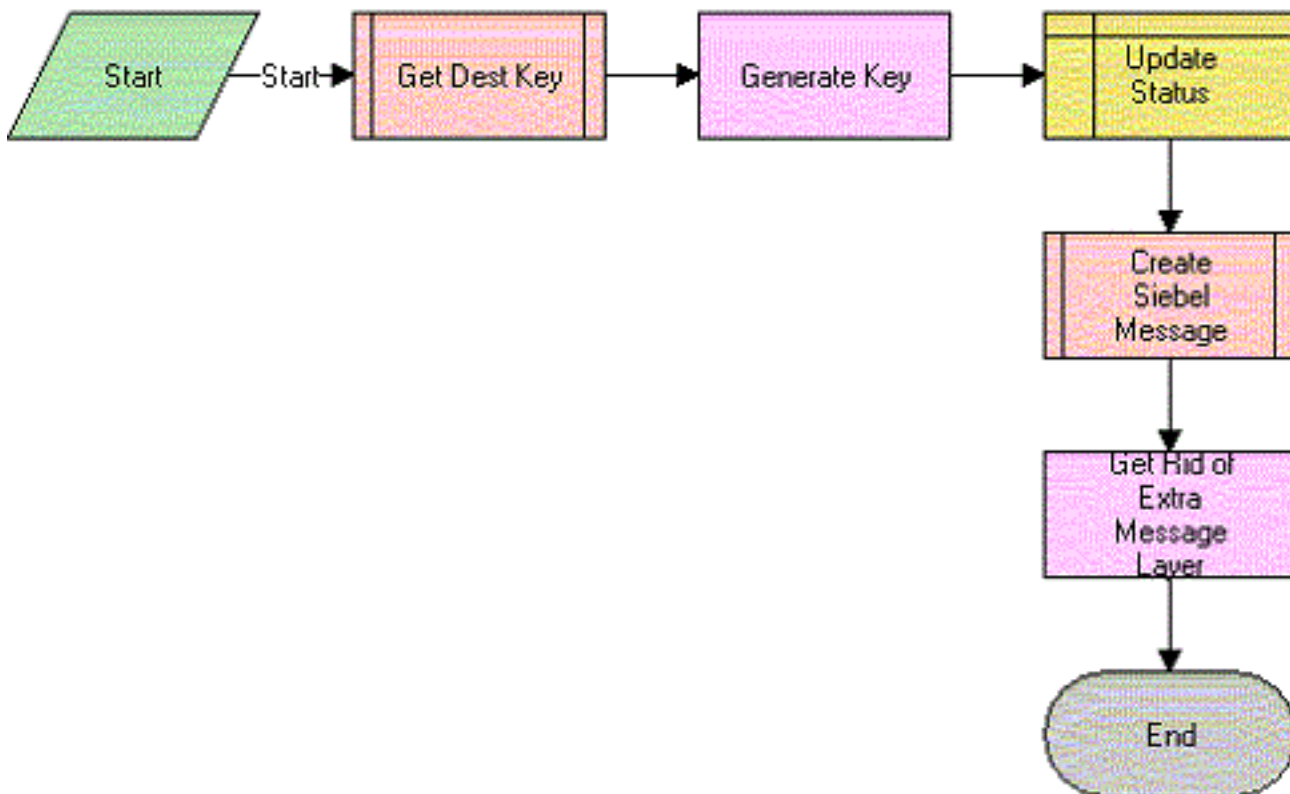 Start
Start
Get Dest Key
Generate Key
Update
Status
Create
Siebel
Message
Get Rid of
Extra
Message
Layer
End